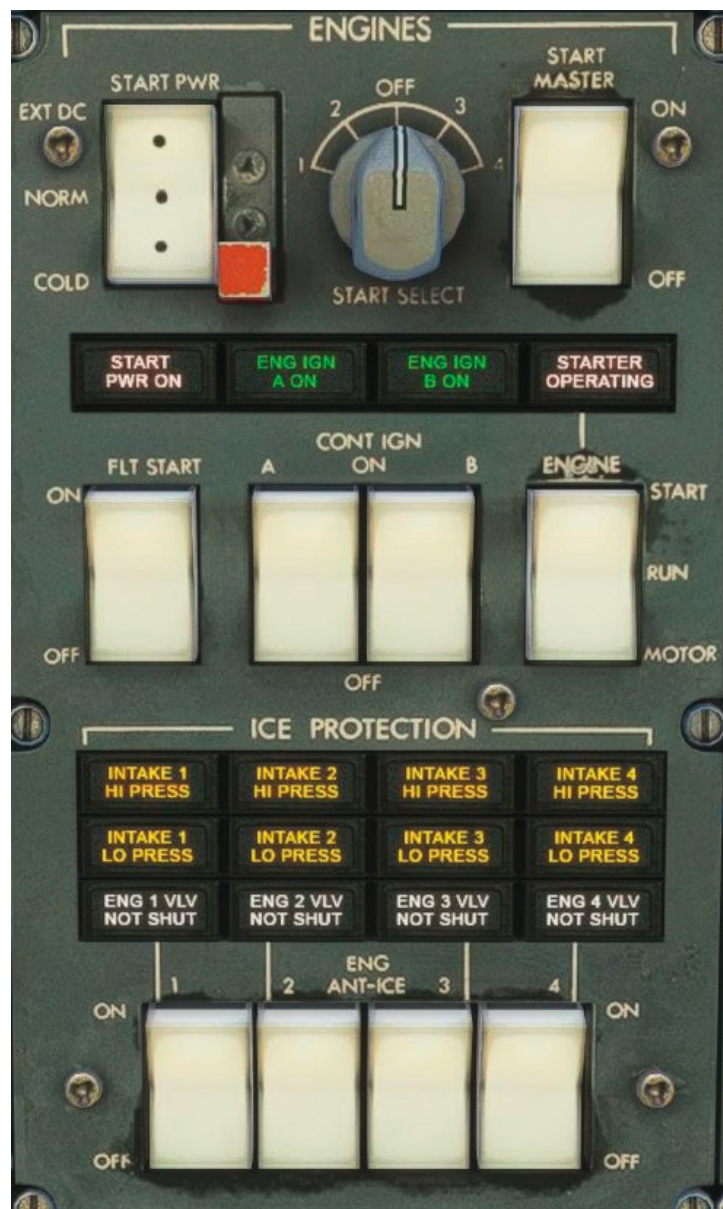 ENGINES
START PWR
OFF
START
MASTER
EXT DC
2
3
ON
1
4
NORM
COLD
START SELECT
OFF
START
PWR ON
ENG IGN
A ON
ENG IGN
B ON
STARTER
OPERATING
CONT IGN
FLT START
A
ON
B
ENGINE
ON
START
RUN
OFF
MOTOR
OFF
ICE PROTECTION
INTAKE 1
HI PRESS
INTAKE 2
HI PRESS
INTAKE 3
HI PRESS
INTAKE 4
HI PRESS
INTAKE 1
LO PRESS
INTAKE 2
LO PRESS
INTAKE 3
LO PRESS
INTAKE 4
LO PRESS
ENG 1 VLV
NOT SHUT
ENG 2 VLV
NOT SHUT
ENG 3 VLV
NOT SHUT
ENG 4 VLV
NOT SHUT
ENG
1
2
ANT-ICE
3
4
ON
ON
OFF
OFF